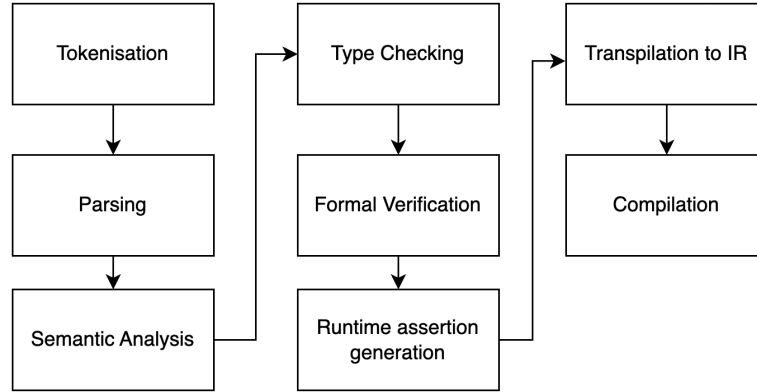 Tokenisation
Parsing
Semantic Analysis
Type Checking
Formal Verification
Runtime assertion
generation
Transpilation to IR
Compilation